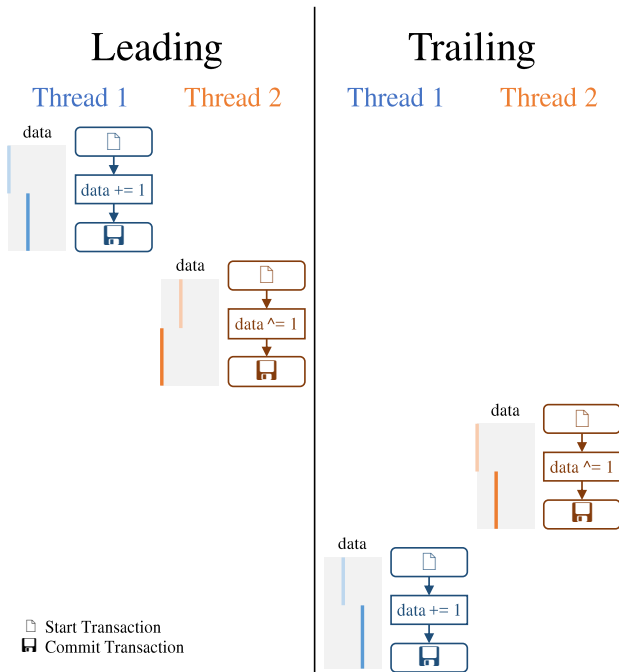 Leading
Trailing
Thread 1
Thread 2
Thread 1
Thread 2
data
data += 1
data
data ^= 1
data
data ^= 1
data
data += 1
Start Transaction
Commit Transaction